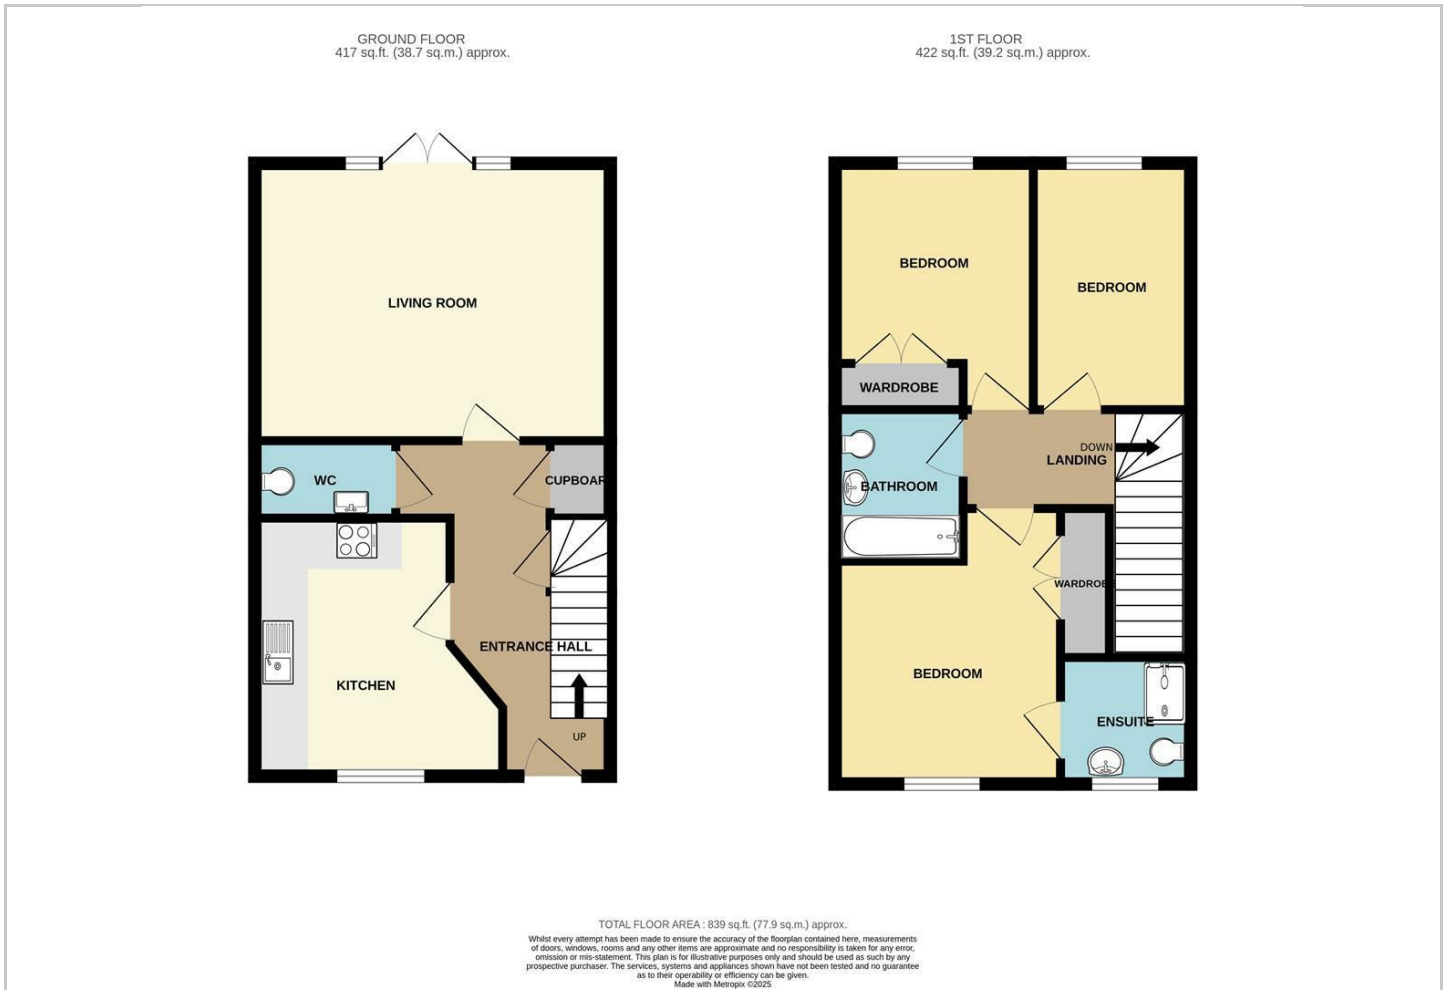 GROUND FLOOR
417 sq.ft. (38.7 sq.m.) approx.
1ST FLOOR
422 sq.ft. (39.2 sq.m.) approx.
LIVING ROOM
WC
CUPBOAR
KITCHEN
ENTRANCE HALL
UP
BEDROOM
BEDROOM
WARDROBE
DOWN
LANDING
BATHROOM
WARDROBE
BEDROOM
ENSUITE
TOTAL FLOOR AREA : 839 sq.ft. (77.9 sq.m.) approx.
Whilst every attempt has been made to ensure the accuracy of the floorplan contained here, measurements
of doors, windows, rooms and any other items are approximate and no responsibility is taken for any error,
omission or mis-statement. This plan is for illustrative purposes only and should be used as such by any
prospective purchaser. The services, systems and appliances shown have not been tested and no guarantee
as to their operability or efficiency can be given.
Made with Metropix ©2025